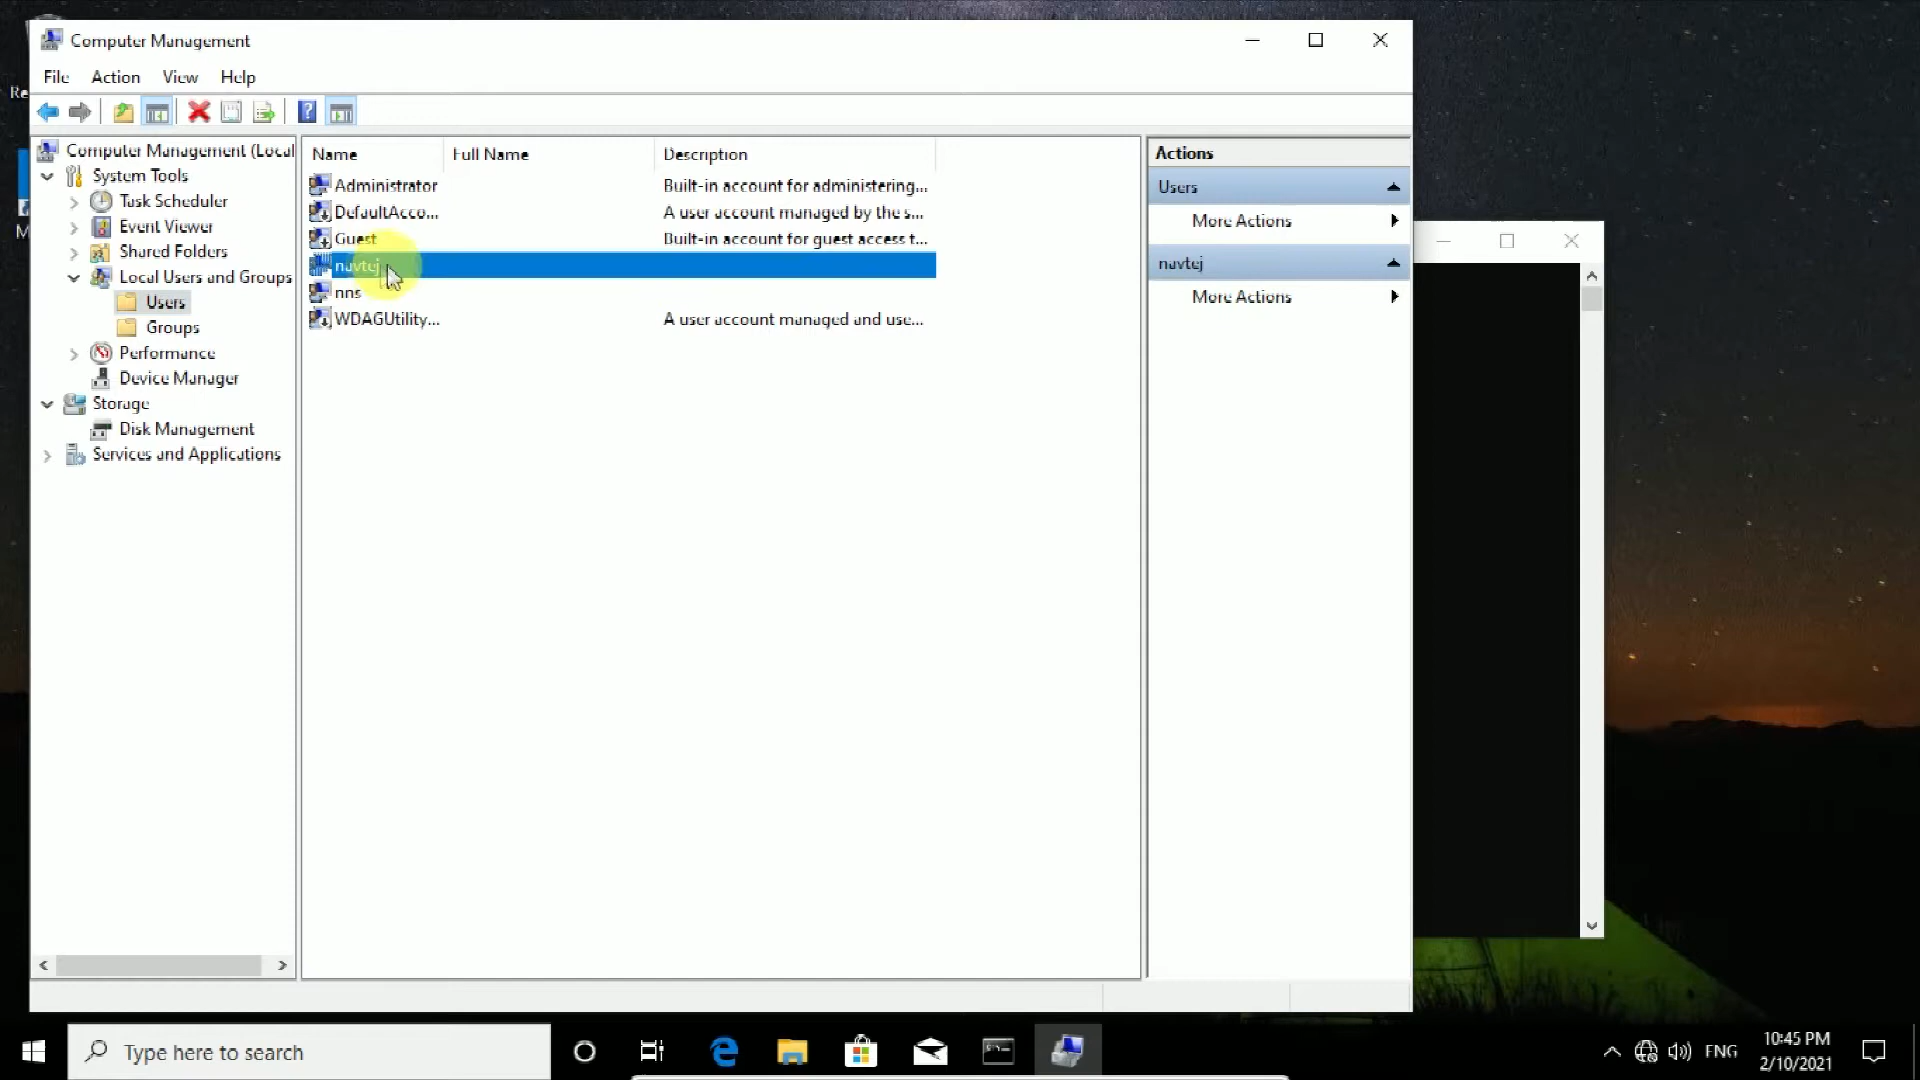 Computer Management
File Action View Help
Computer Management (Local
System Tools
Task Scheduler
Event Viewer
Shared Folders
Local Users and Groups
Users
Groups
Performance
Device Manager
Storage
Disk Management
Services and Applications
Name Full Name Description
Administrator Built-in account for administering...
DefaultAcco... A user account managed by the s...
Guest Built-in account for guest access t...
navtej
nns
WDAGUtility... A user account managed and use...
Actions
Users
More Actions
navtej
More Actions
Re
M
Type here to search
ENG
10:45 PM
2/10/2021